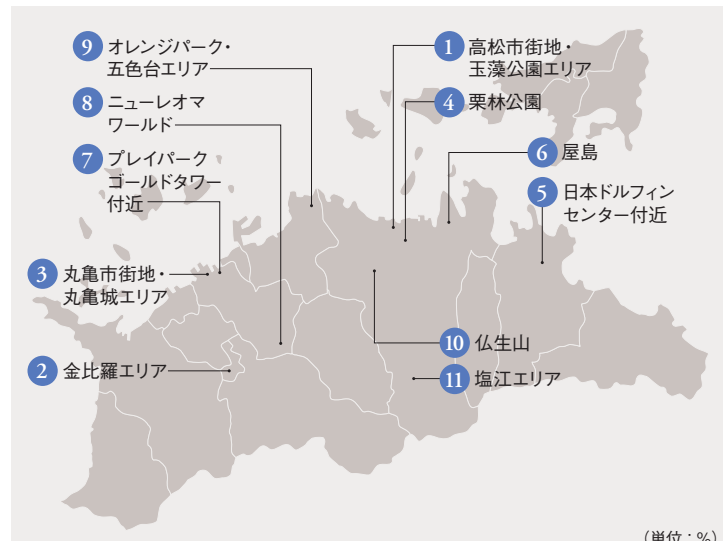 9 オレンジパーク・
五色台エリア
8 ニューレオマ
ワールド
7 プレイパーク
ゴールドタワー
付近
3 丸亀市街地・
丸亀城エリア
2 金比羅エリア
1 高松市街地・
玉藻公園エリア
4 栗林公園
6 屋島
5 日本ドルフィン
センター付近
10 仏生山
11 塩江エリア
(単位:%)